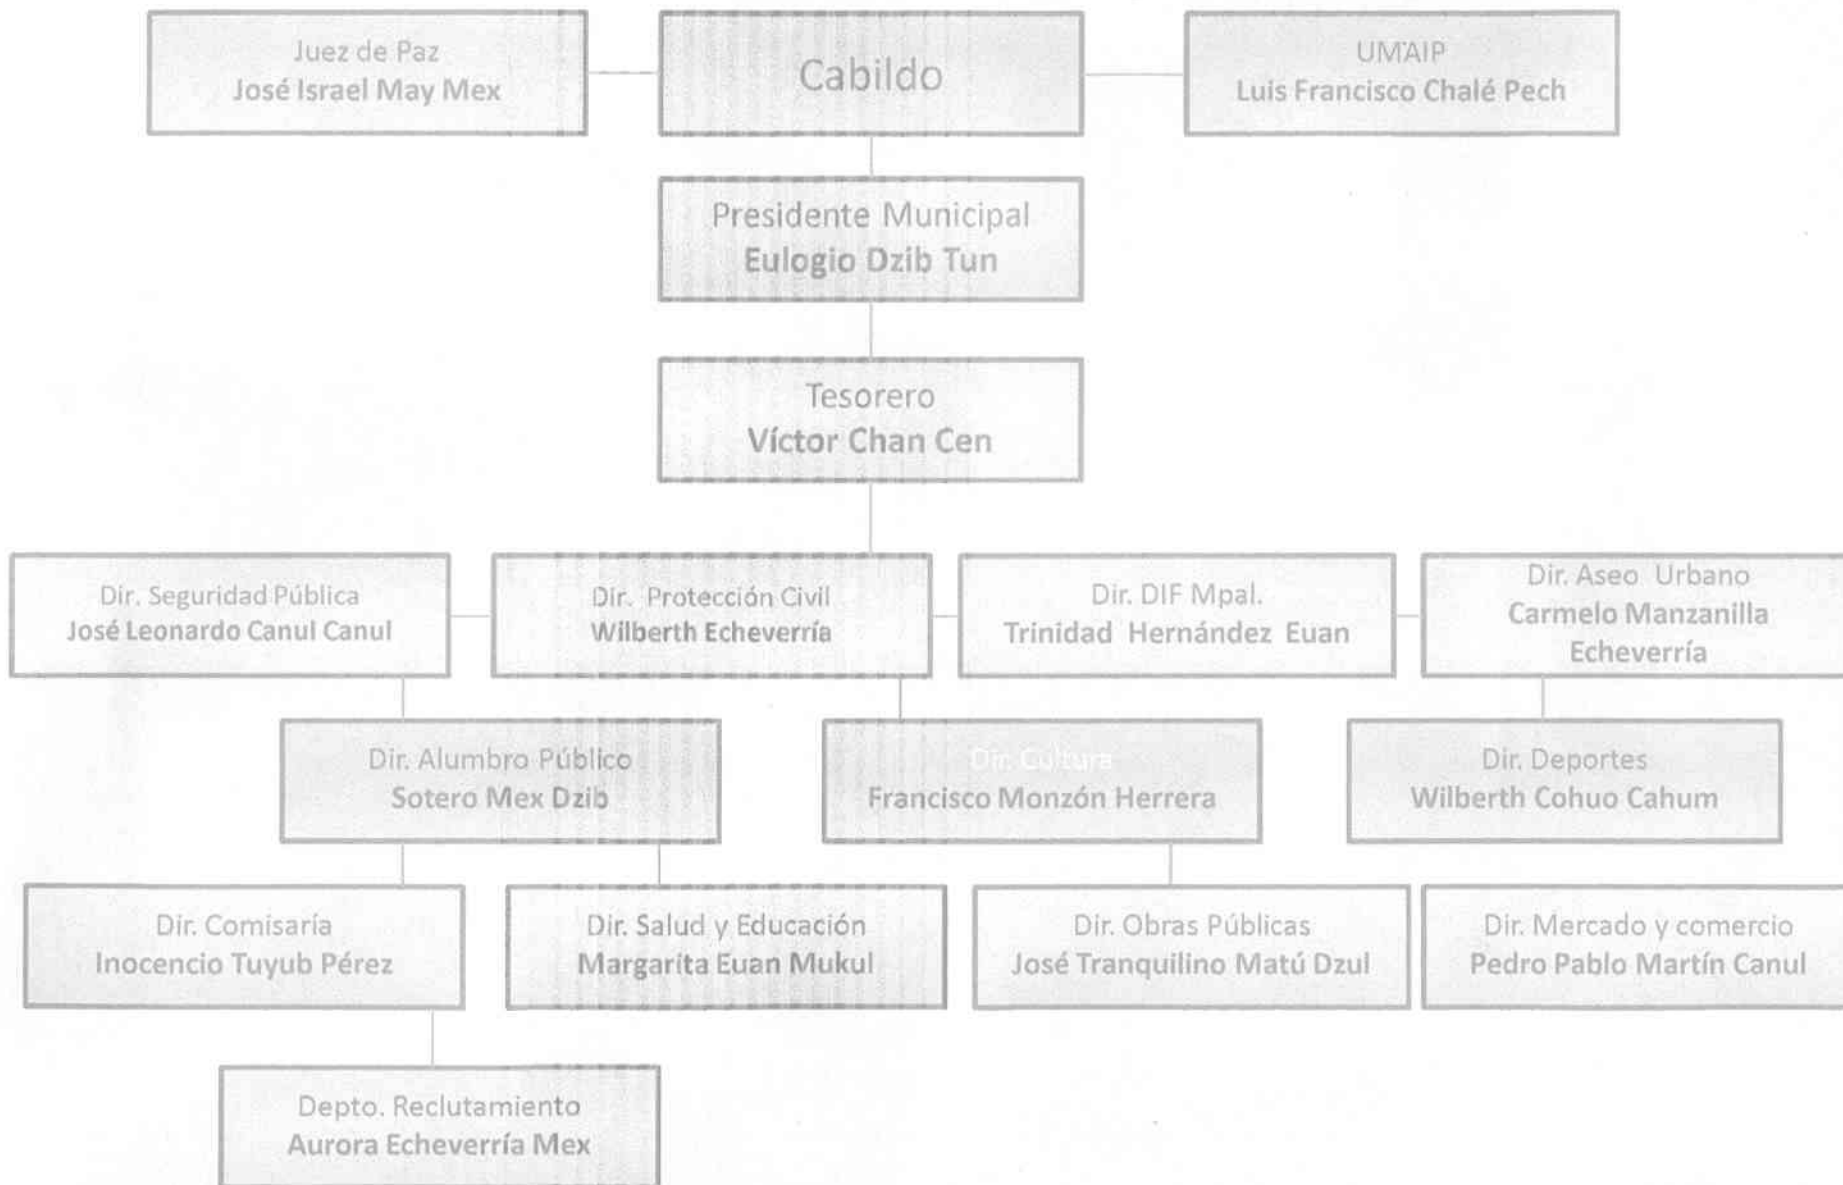 Juez de Paz
José Israel May Mex
Cabildo
UMAIP
Luis Francisco Chalé Pech
Presidente Municipal
Eulogio Dzib Tun
Tesorero
Víctor Chan Cen
Dir. Seguridad Pública
José Leonardo Canul Canul
Dir. Protección Civil
Wilberth Echeverría
Dir. DIF Mpal.
Trinidad Hernández Euan
Dir. Aseo Urbano
Carmelo Manzanilla
Echeverría
Dir. Alumbro Público
Sotero Mex Dzib
Dir. Cultura
Francisco Monzón Herrera
Dir. Deportes
Wilberth Cohuo Cahum
Dir. Comisaría
Inocencio Tuyub Pérez
Dir. Salud y Educación
Margarita Euan Mukul
Dir. Obras Públicas
José Tranquilino Matú Dzul
Dir. Mercado y comercio
Pedro Pablo Martín Canul
Depto. Reclutamiento
Aurora Echeverría Mex